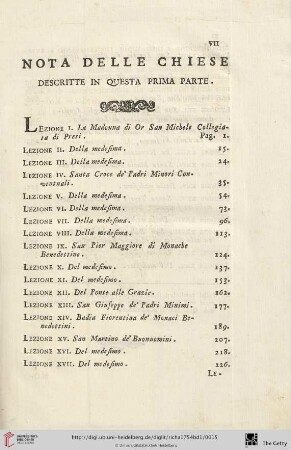 VII
NOTA DELLE CHIESE
DESCRITTE IN QUESTA PRIMA PARTE.
LEZIONE I. La Madonna di Or San Michele Collegia-
ta di Preti. Pag. 1.
LEZIONE II. Della medesima. 15.
LEZIONE III. Della medesima. 24.
LEZIONE IV. Santa Croce de' Padri Minori Con-
ventuali. 35.
LEZIONE V. Della medesima. 54.
LEZIONE VI. Della medesima. 73.
LEZIONE VII. Della medesima. 96.
LEZIONE VIII. Della medesima. 113.
LEZIONE IX. San Pier Maggiore di Monache
Benedettine. 124.
LEZIONE X. Del medesimo. 137.
LEZIONE XI. Del medesimo. 153.
LEZIONE XII. Del Ponte alle Grazie. 162.
LEZIONE XIII. San Giuseppe de' Padri Minimi. 177.
LEZIONE XIV. Badia Fiorentina de' Monaci Be-
nedettini. 189.
LEZIONE XV. San Martino de' Buonuomini. 207.
LEZIONE XVI. Del medesimo. 218.
LEZIONE XVII. Del medesimo. 226.
LE-
http://digi.ub.uni-heidelberg.de/diglit/richa1754bd1/0015
The Getty